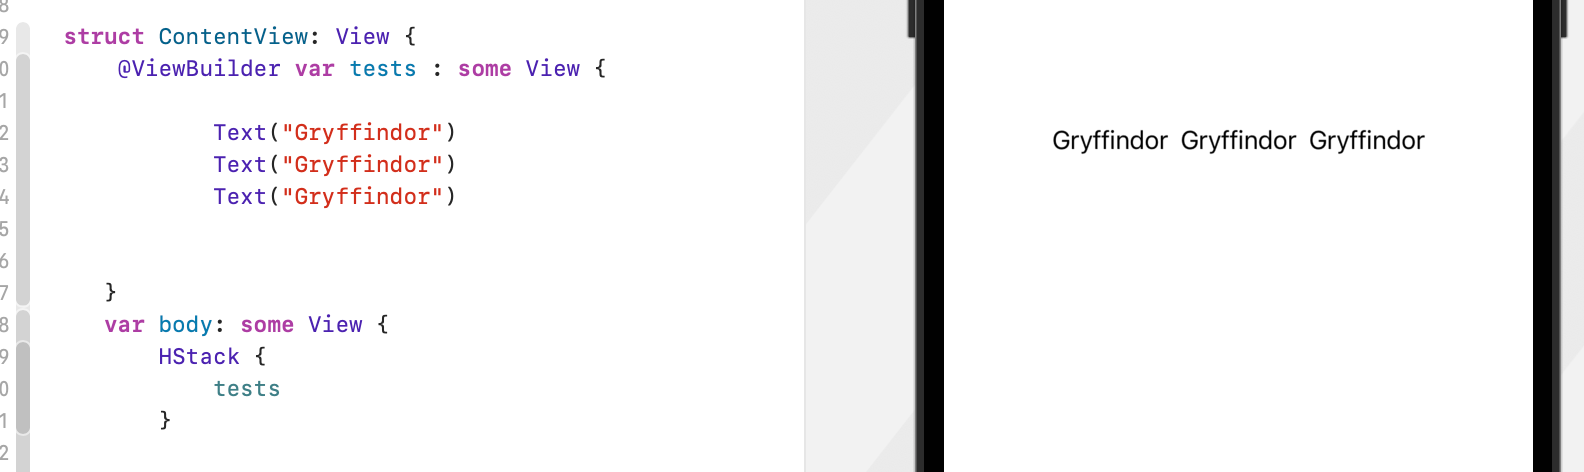 8
9 struct ContentView: View {
0 @ViewBuilder var tests : some View {
1
2 Text("Gryffindor")
3 Text("Gryffindor")
4 Text("Gryffindor")
5
6
7 }
8 var body: some View {
9 HStack {
0 tests
1 }
2
Gryffindor Gryffindor Gryffindor